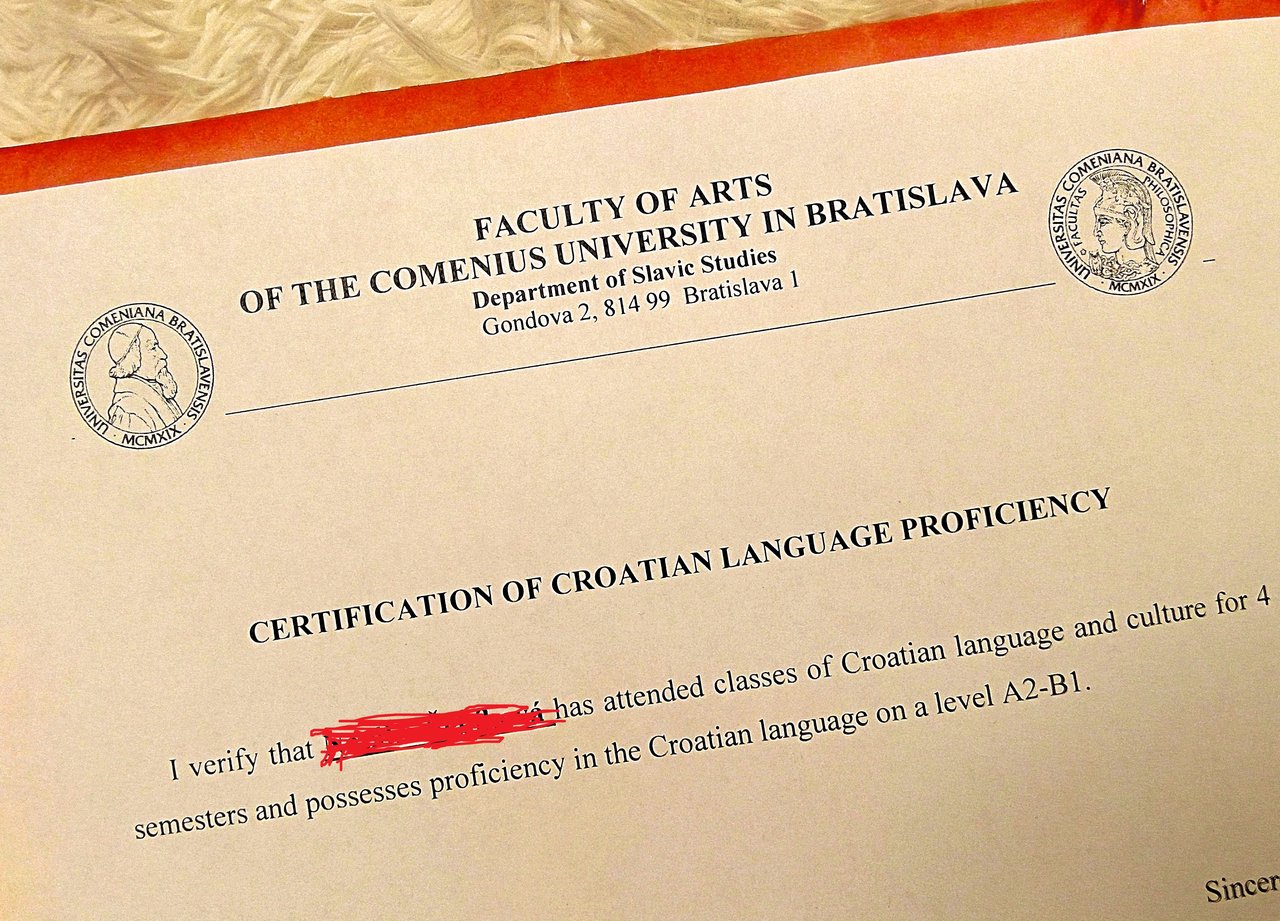 FACULTY OF ARTS
OF THE COMENIUS UNIVERSITY IN BRATISLAVA
Department of Slavic Studies
Gondova 2, 814 99 Bratislava 1
UNIVERSITAS COMENIANA BRATISLAVENSIS · MCMXIX ·
UNIVERSITAS COMENIANA BRATISLAVENSIS · MCMXIX ·
FACULTAS PHILOSOPHICA
CERTIFICATION OF CROATIAN LANGUAGE PROFICIENCY
I verify that has attended classes of Croatian language and culture for 4
semesters and possesses proficiency in the Croatian language on a level A2-B1.